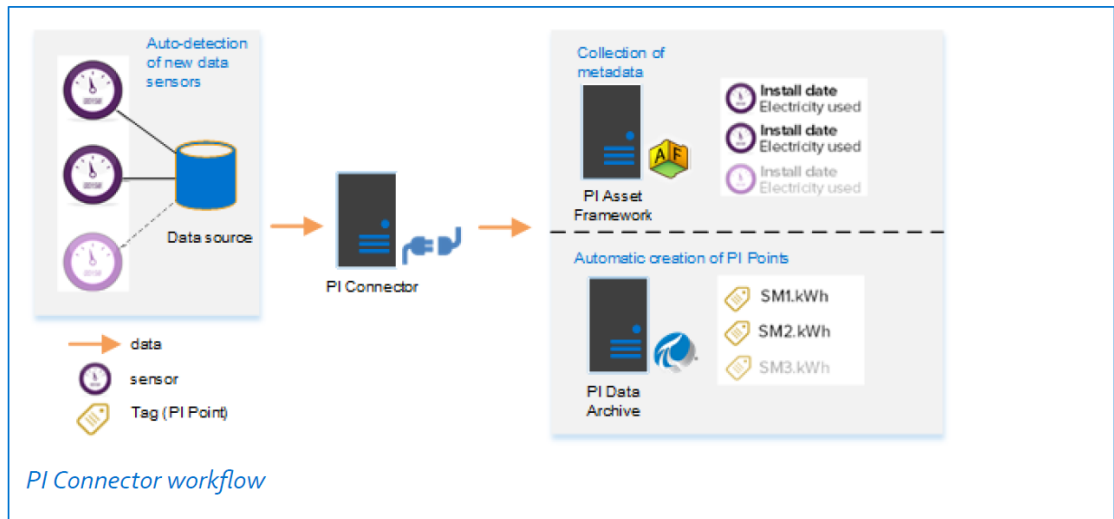 Auto-detection
of new data
sensors
Data source
PI Connector
Collection of
metadata
A F
PI Asset
Framework
Install date
Electricity used
Install date
Electricity used
Install date
Electricity used
Automatic creation of PI Points
PI Data
Archive
SM1.kWh
SM2.kWh
SM3.kWh
data
sensor
Tag (PI Point)
PI Connector workflow